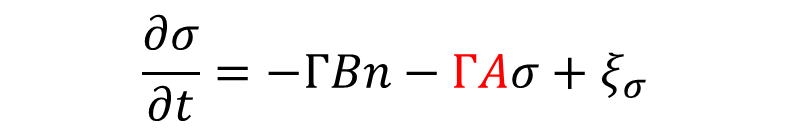 ∂σ/∂t = −ΓBn − ΓAσ + ξ_σ